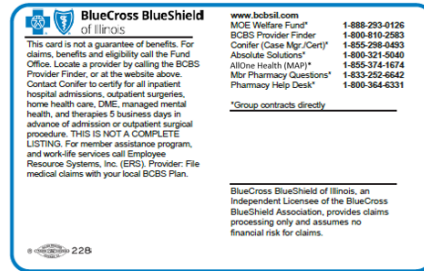 BlueCross BlueShield
of Illinois
This card is not a guarantee of benefits. For
claims, benefits and eligibility call the Fund
Office. Locate a provider by calling the BCBS
Provider Finder, or at the website above.
Contact Conifer to certify for all inpatient
hospital admissions, outpatient surgeries,
home health care, DME, managed mental
health, and therapies 5 business days in
advance of admission or outpatient surgical
procedure. THIS IS NOT A COMPLETE
LISTING. For member assistance program,
and work-life services call Employee
Resource Systems, Inc. (ERS). Provider: File
medical claims with your local BCBS Plan.
228
www.bcbsil.com
MOE Welfare Fund* 1-888-293-0126
BCBS Provider Finder 1-800-810-2583
Conifer (Case Mgr./Cert)* 1-855-298-0493
Absolute Solutions* 1-800-321-5040
AllOne Health (MAP)* 1-855-374-1674
Mbr Pharmacy Questions* 1-833-252-6642
Pharmacy Help Desk* 1-800-364-6331
*Group contracts directly
BlueCross BlueShield of Illinois, an
Independent Licensee of the BlueCross
BlueShield Association, provides claims
processing only and assumes no
financial risk for claims.